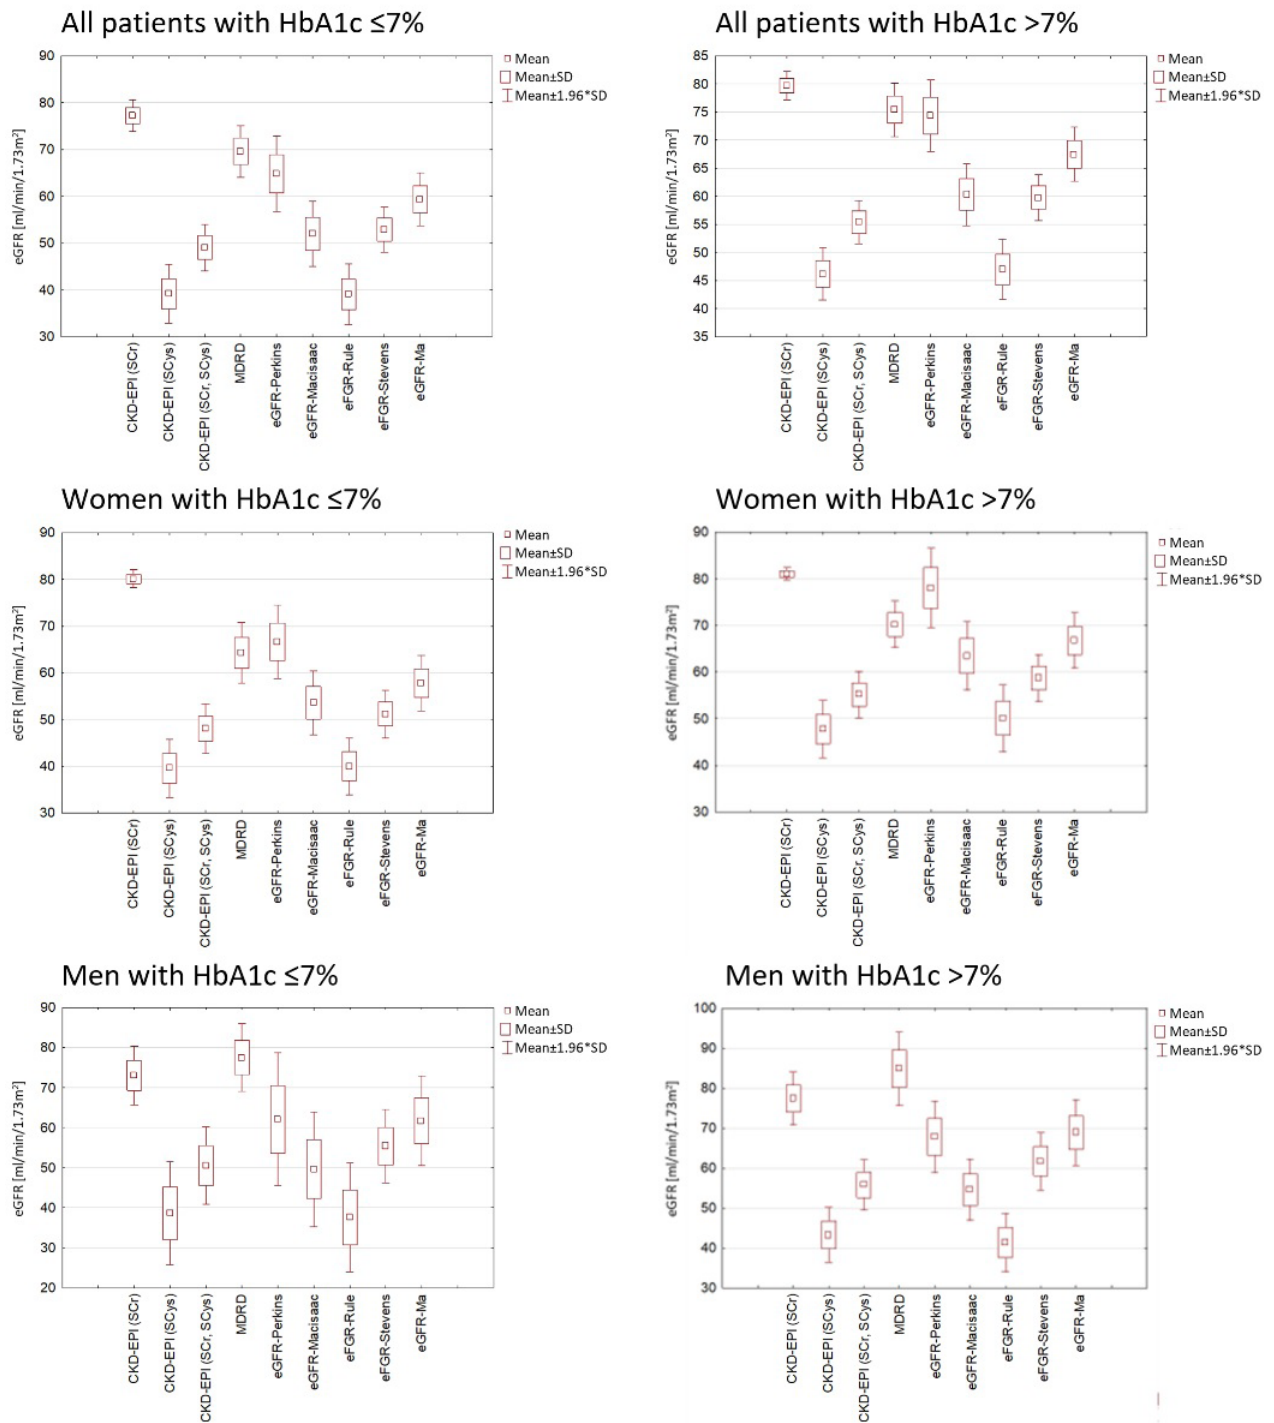 All patients with HbA1c ≤7%
90
80
70
60
50
40
30
eGFR [ml/min/1.73m²]
Mean
Mean±SD
Mean±1.96*SD
CKD-EPI (SCr)
CKD-EPI (SCys)
CKD-EPI (SCr, SCys)
MDRD
eGFR-Perkins
eGFR-Macisaac
eFGR-Rule
eFGR-Stevens
eGFR-Ma
All patients with HbA1c >7%
85
80
75
70
65
60
55
50
45
40
35
eGFR [ml/min/1.73m²]
Mean
Mean±SD
Mean±1.96*SD
CKD-EPI (SCr)
CKD-EPI (SCys)
CKD-EPI (SCr, SCys)
MDRD
eGFR-Perkins
eGFR-Macisaac
eFGR-Rule
eFGR-Stevens
eGFR-Ma
Women with HbA1c ≤7%
90
80
70
60
50
40
30
eGFR [ml/min/1.73m²]
Mean
Mean±SD
Mean±1.96*SD
CKD-EPI (SCr)
CKD-EPI (SCys)
CKD-EPI (SCr, SCys)
MDRD
eGFR-Perkins
eGFR-Macisaac
eFGR-Rule
eFGR-Stevens
eGFR-Ma
Women with HbA1c >7%
90
80
70
60
50
40
30
eGFR [ml/min/1.73m²]
Mean
Mean±SD
Mean±1.96*SD
CKD-EPI (SCr)
CKD-EPI (SCys)
CKD-EPI (SCr, SCys)
MDRD
eGFR-Perkins
eGFR-Macisaac
eFGR-Rule
eFGR-Stevens
eGFR-Ma
Men with HbA1c ≤7%
90
80
70
60
50
40
30
20
eGFR [ml/min/1.73m²]
Mean
Mean±SD
Mean±1.96*SD
CKD-EPI (SCr)
CKD-EPI (SCys)
CKD-EPI (SCr, SCys)
MDRD
eGFR-Perkins
eGFR-Macisaac
eFGR-Rule
eFGR-Stevens
eGFR-Ma
Men with HbA1c >7%
100
90
80
70
60
50
40
30
eGFR [ml/min/1.73m²]
Mean
Mean±SD
Mean±1.96*SD
CKD-EPI (SCr)
CKD-EPI (SCys)
CKD-EPI (SCr, SCys)
MDRD
eGFR-Perkins
eGFR-Macisaac
eFGR-Rule
eFGR-Stevens
eGFR-Ma